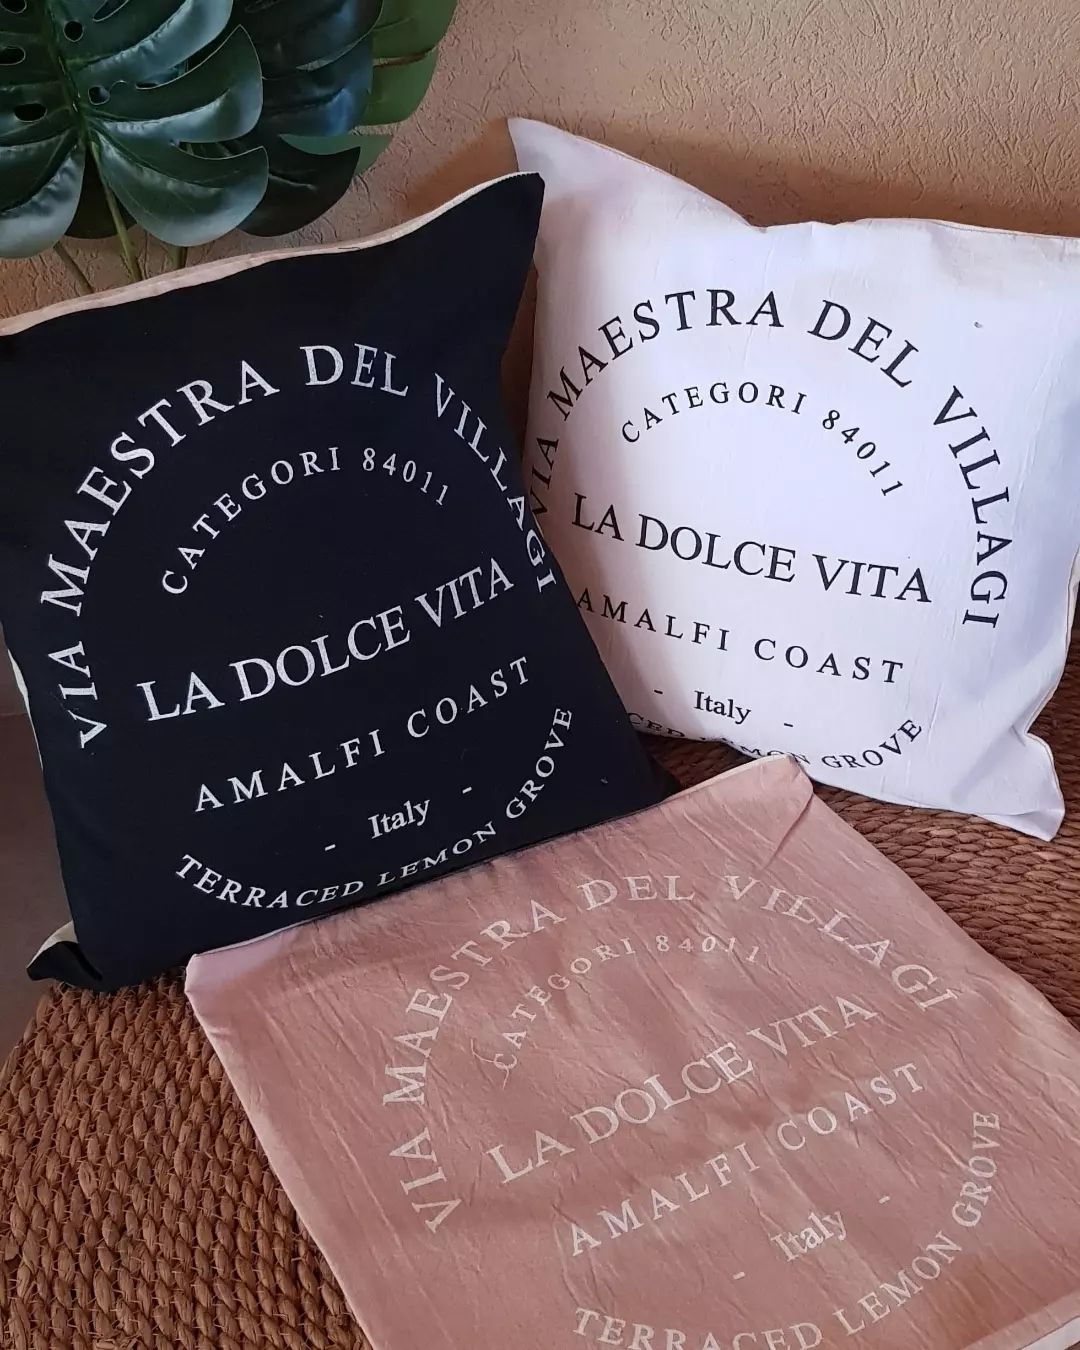 VIA MAESTRA DEL VILLAGI
CATEGORI 84011
LA DOLCE VITA
AMALFI COAST
- Italy -
TERRACED LEMON GROVE
VIA MAESTRA DEL VILLAGI
CATEGORI 84011
LA DOLCE VITA
AMALFI COAST
- Italy -
LEMON GROVE
VIA MAESTRA DEL VILLAGI
CATEGORI 84011
LA DOLCE VITA
AMALFI COAST
- Italy -
TERRACED LEMON GROVE